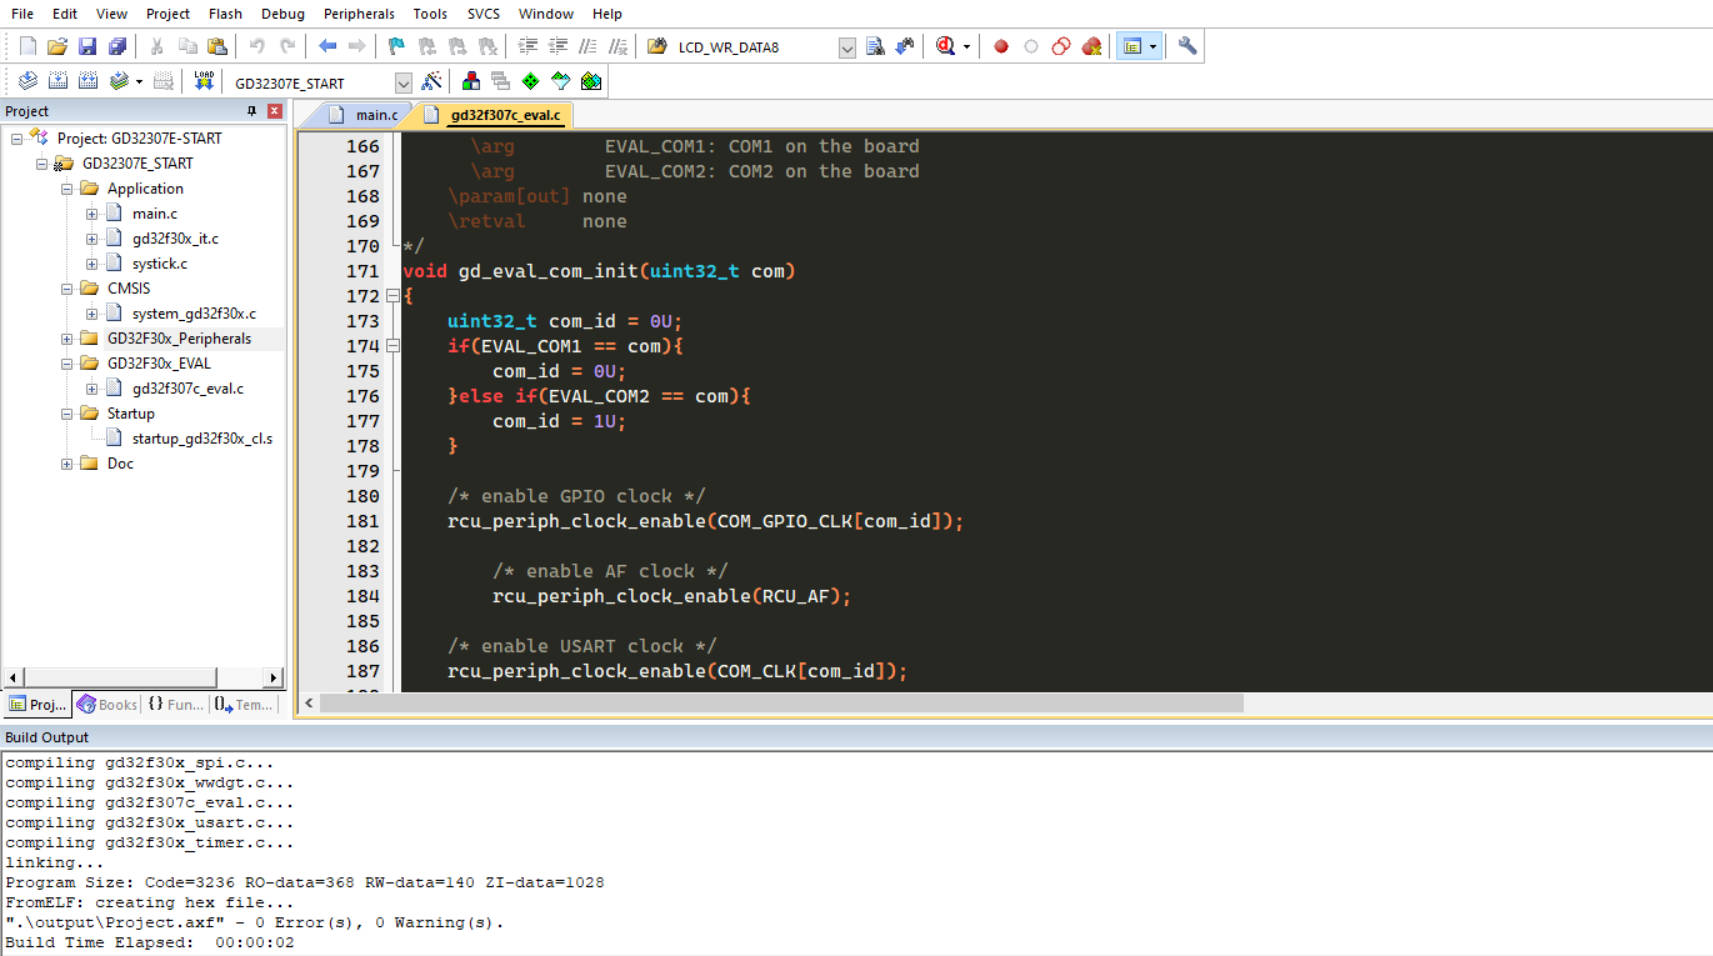 File Edit View Project Flash Debug Peripherals Tools SVCS Window Help
LCD_WR_DATA8
LOAD GD32307E_START
Project
main.c gd32f307c_eval.c
Project: GD32307E-START
GD32307E_START
Application
main.c
gd32f30x_it.c
systick.c
CMSIS
system_gd32f30x.c
GD32F30x_Peripherals
GD32F30x_EVAL
gd32f307c_eval.c
Startup
startup_gd32f30x_cl.s
Doc
Proj... Books {} Fun... Tem...
166 \arg EVAL_COM1: COM1 on the board
167 \arg EVAL_COM2: COM2 on the board
168 \param[out] none
169 \retval none
170 */
171 void gd_eval_com_init(uint32_t com)
172 {
173 uint32_t com_id = 0U;
174 if(EVAL_COM1 == com){
175 com_id = 0U;
176 }else if(EVAL_COM2 == com){
177 com_id = 1U;
178 }
179
180 /* enable GPIO clock */
181 rcu_periph_clock_enable(COM_GPIO_CLK[com_id]);
182
183 /* enable AF clock */
184 rcu_periph_clock_enable(RCU_AF);
185
186 /* enable USART clock */
187 rcu_periph_clock_enable(COM_CLK[com_id]);
Build Output
compiling gd32f30x_spi.c...
compiling gd32f30x_wwdgt.c...
compiling gd32f307c_eval.c...
compiling gd32f30x_usart.c...
compiling gd32f30x_timer.c...
linking...
Program Size: Code=3236 RO-data=368 RW-data=140 ZI-data=1028
FromELF: creating hex file...
".\output\Project.axf" - 0 Error(s), 0 Warning(s).
Build Time Elapsed: 00:00:02